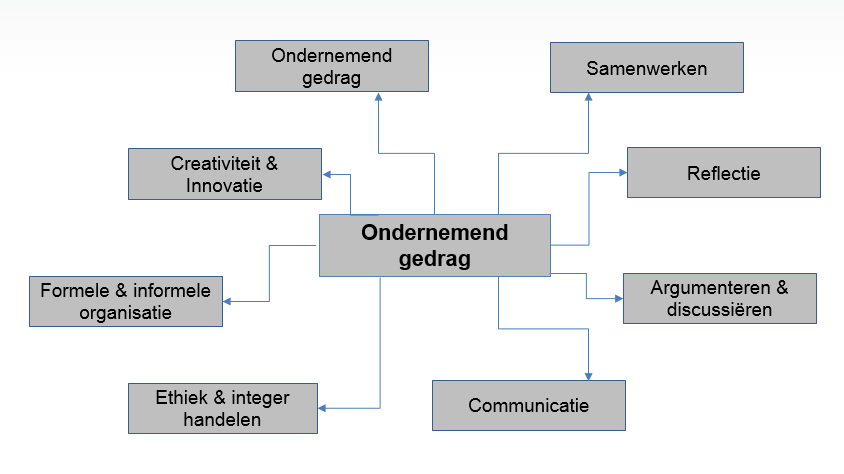 Ondernemend
gedrag
Samenwerken
Creativiteit &
Innovatie
Reflectie
Ondernemend
gedrag
Formele & informele
organisatie
Argumenteren &
discussiëren
Ethiek & integer
handelen
Communicatie